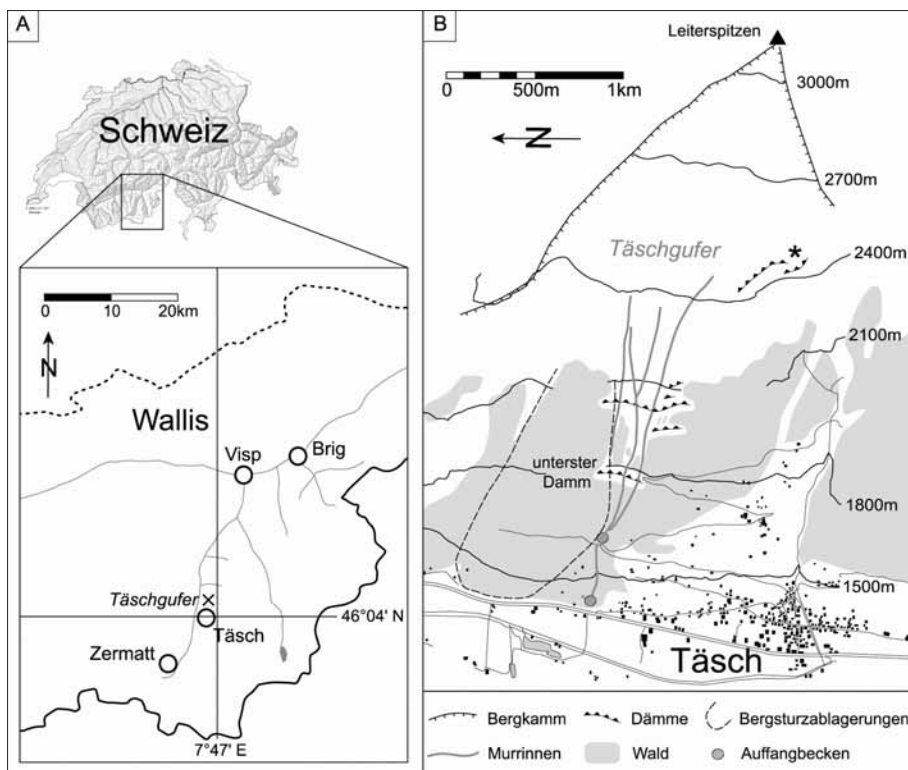 A
Schweiz
0 10 20km
N
Wallis
Visp
Brig
Täschgufer
Täsch
46°04' N
Zermatt
7°47' E
B
Leiterspitzen
0 500m 1km
3000m
N
2700m
Täschgufer
*
2400m
2100m
unterster
Damm
1800m
1500m
Täsch
Bergkamm Dämme Bergsturzablagerungen
Murrinnen Wald Auffangbecken